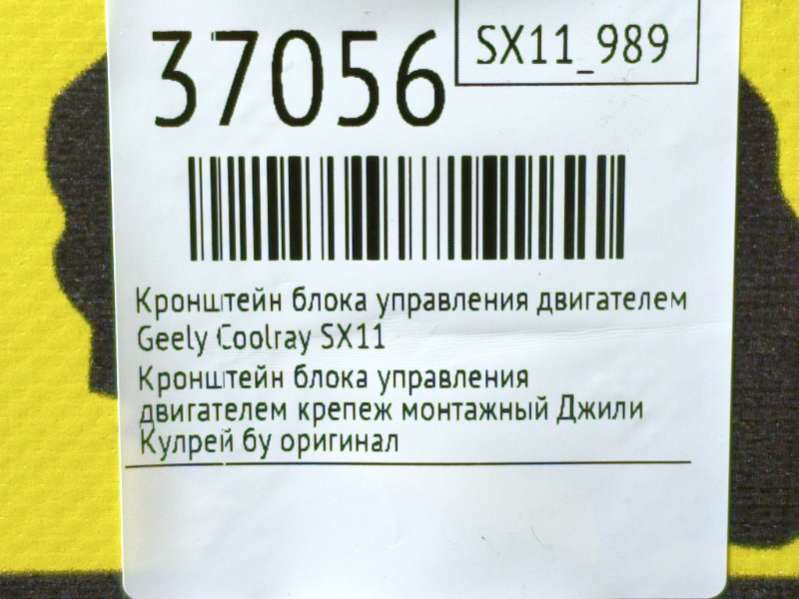 37056
SX11_989
Кронштейн блока управления двигателем
Geely Coolray SX11
Кронштейн блока управления
двигателем крепеж монтажный Джили
Кулрей бу оригинал